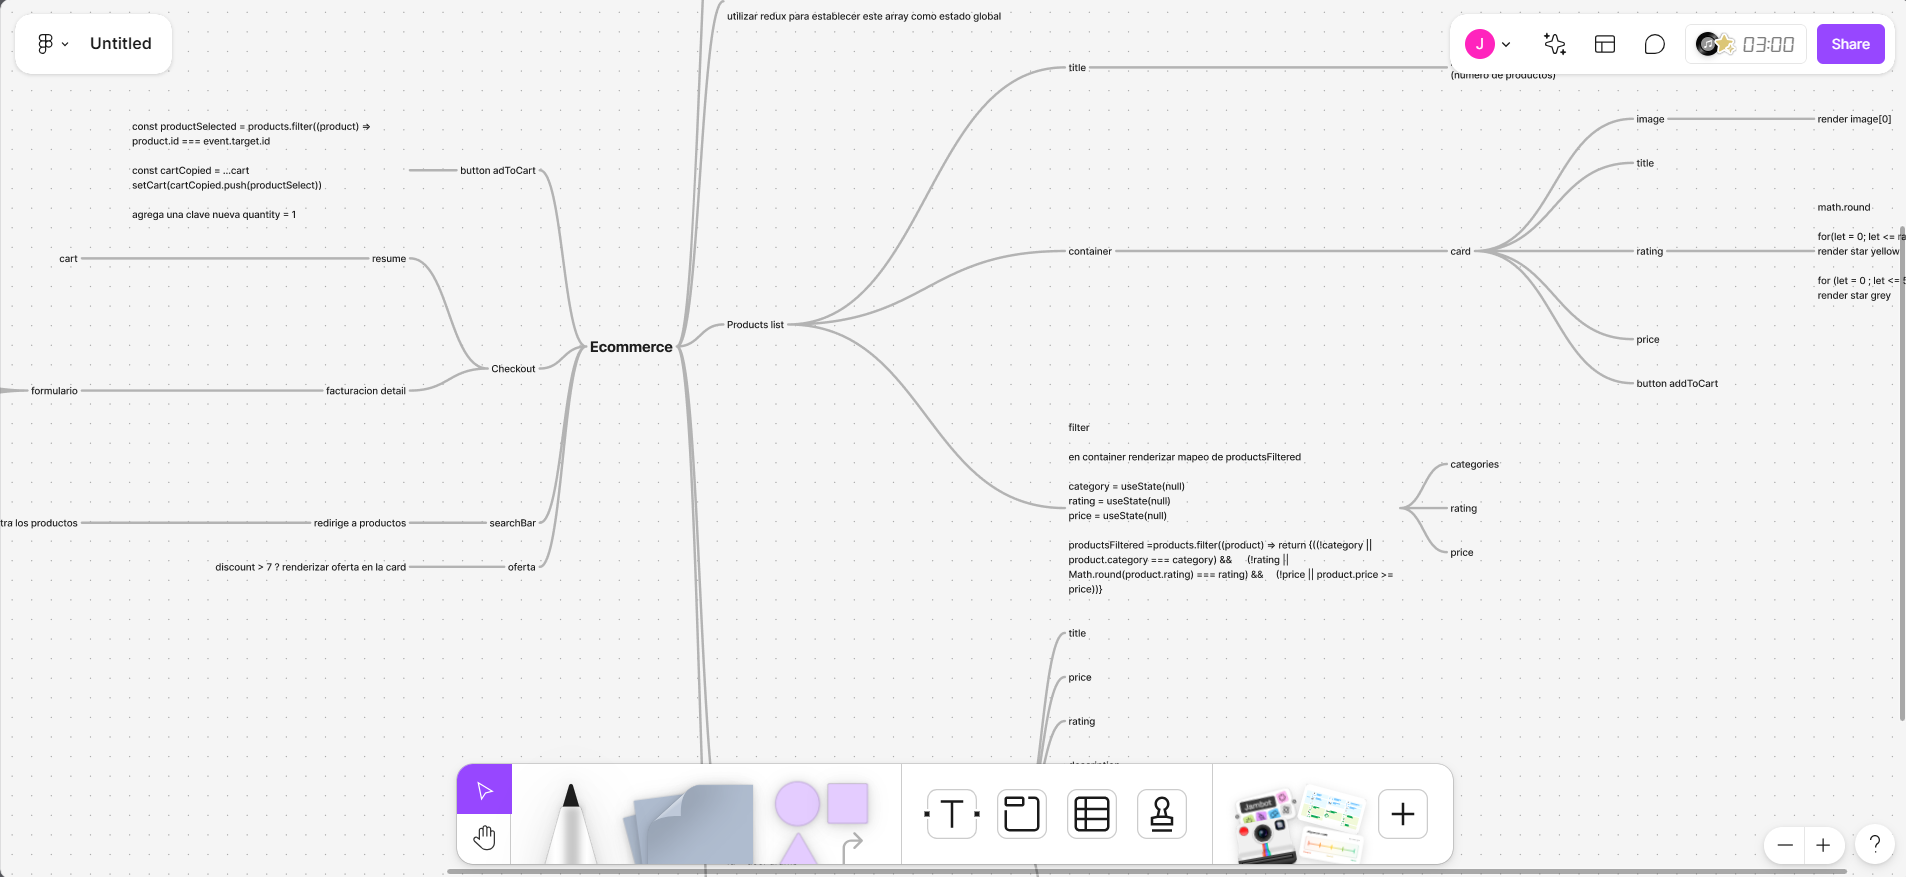 Untitled
utilizar redux para establecer este array como estado global
J
03:00
Share
title
(numero de productos)
const productSelected = products.filter((product) =>
product.id === event.target.id
const cartCopied = ...cart
setCart(cartCopied.push(productSelect))
agrega una clave nueva quantity = 1
button adToCart
image
render image[0]
title
math.round
for(let = 0; let <=
render star yellow
for (let = 0 ; let <=
render star grey
cart
resume
container
card
rating
Products list
Ecommerce
price
Checkout
button addToCart
formulario
facturacion detail
filter
en container renderizar mapeo de productsFiltered
category = useState(null)
rating = useState(null)
price = useState(null)
productsFiltered =products.filter((product) => return {((!category ||
product.category === category) && (!rating ||
Math.round(product.rating) === rating) && (!price || product.price >=
price))}
categories
rating
price
los productos
redirige a productos
searchBar
discount > 7 ? renderizar oferta en la card
oferta
title
price
rating
Jambot
?